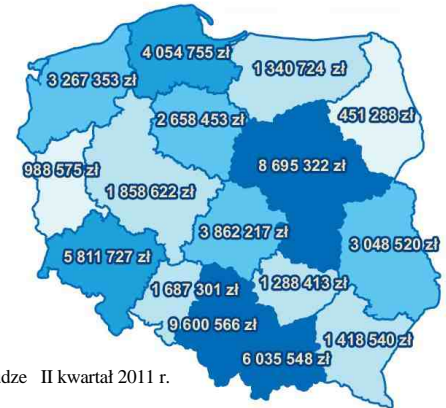 4 054 755 zł
3 267 353 zł
1 340 724 zł
2 658 453 zł
451 288 zł
8 695 322 zł
988 575 zł
1 858 622 zł
3 862 217 zł
3 048 520 zł
5 811 727 zł
1 687 301 zł
1 288 413 zł
9 600 566 zł
1 418 540 zł
6 035 548 zł
dze II kwartał 2011 r.